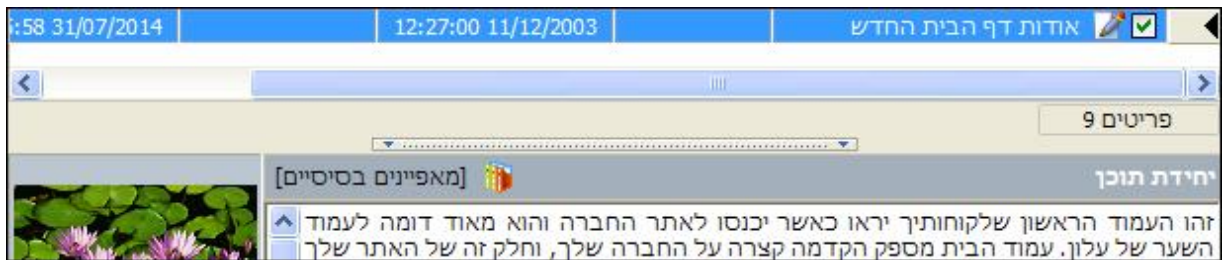 אודות דף הבית החדש 12:27:00 11/12/2003 :58 31/07/2014
פריטים 9
יחידת תוכן [מאפיינים בסיסיים]
זהו העמוד הראשון שלקוחותיך יראו כאשר יכנסו לאתר החברה והוא מאוד דומה לעמוד
השער של עלון. עמוד הבית מספק הקדמה קצרה על החברה שלך, וחלק זה של האתר שלך